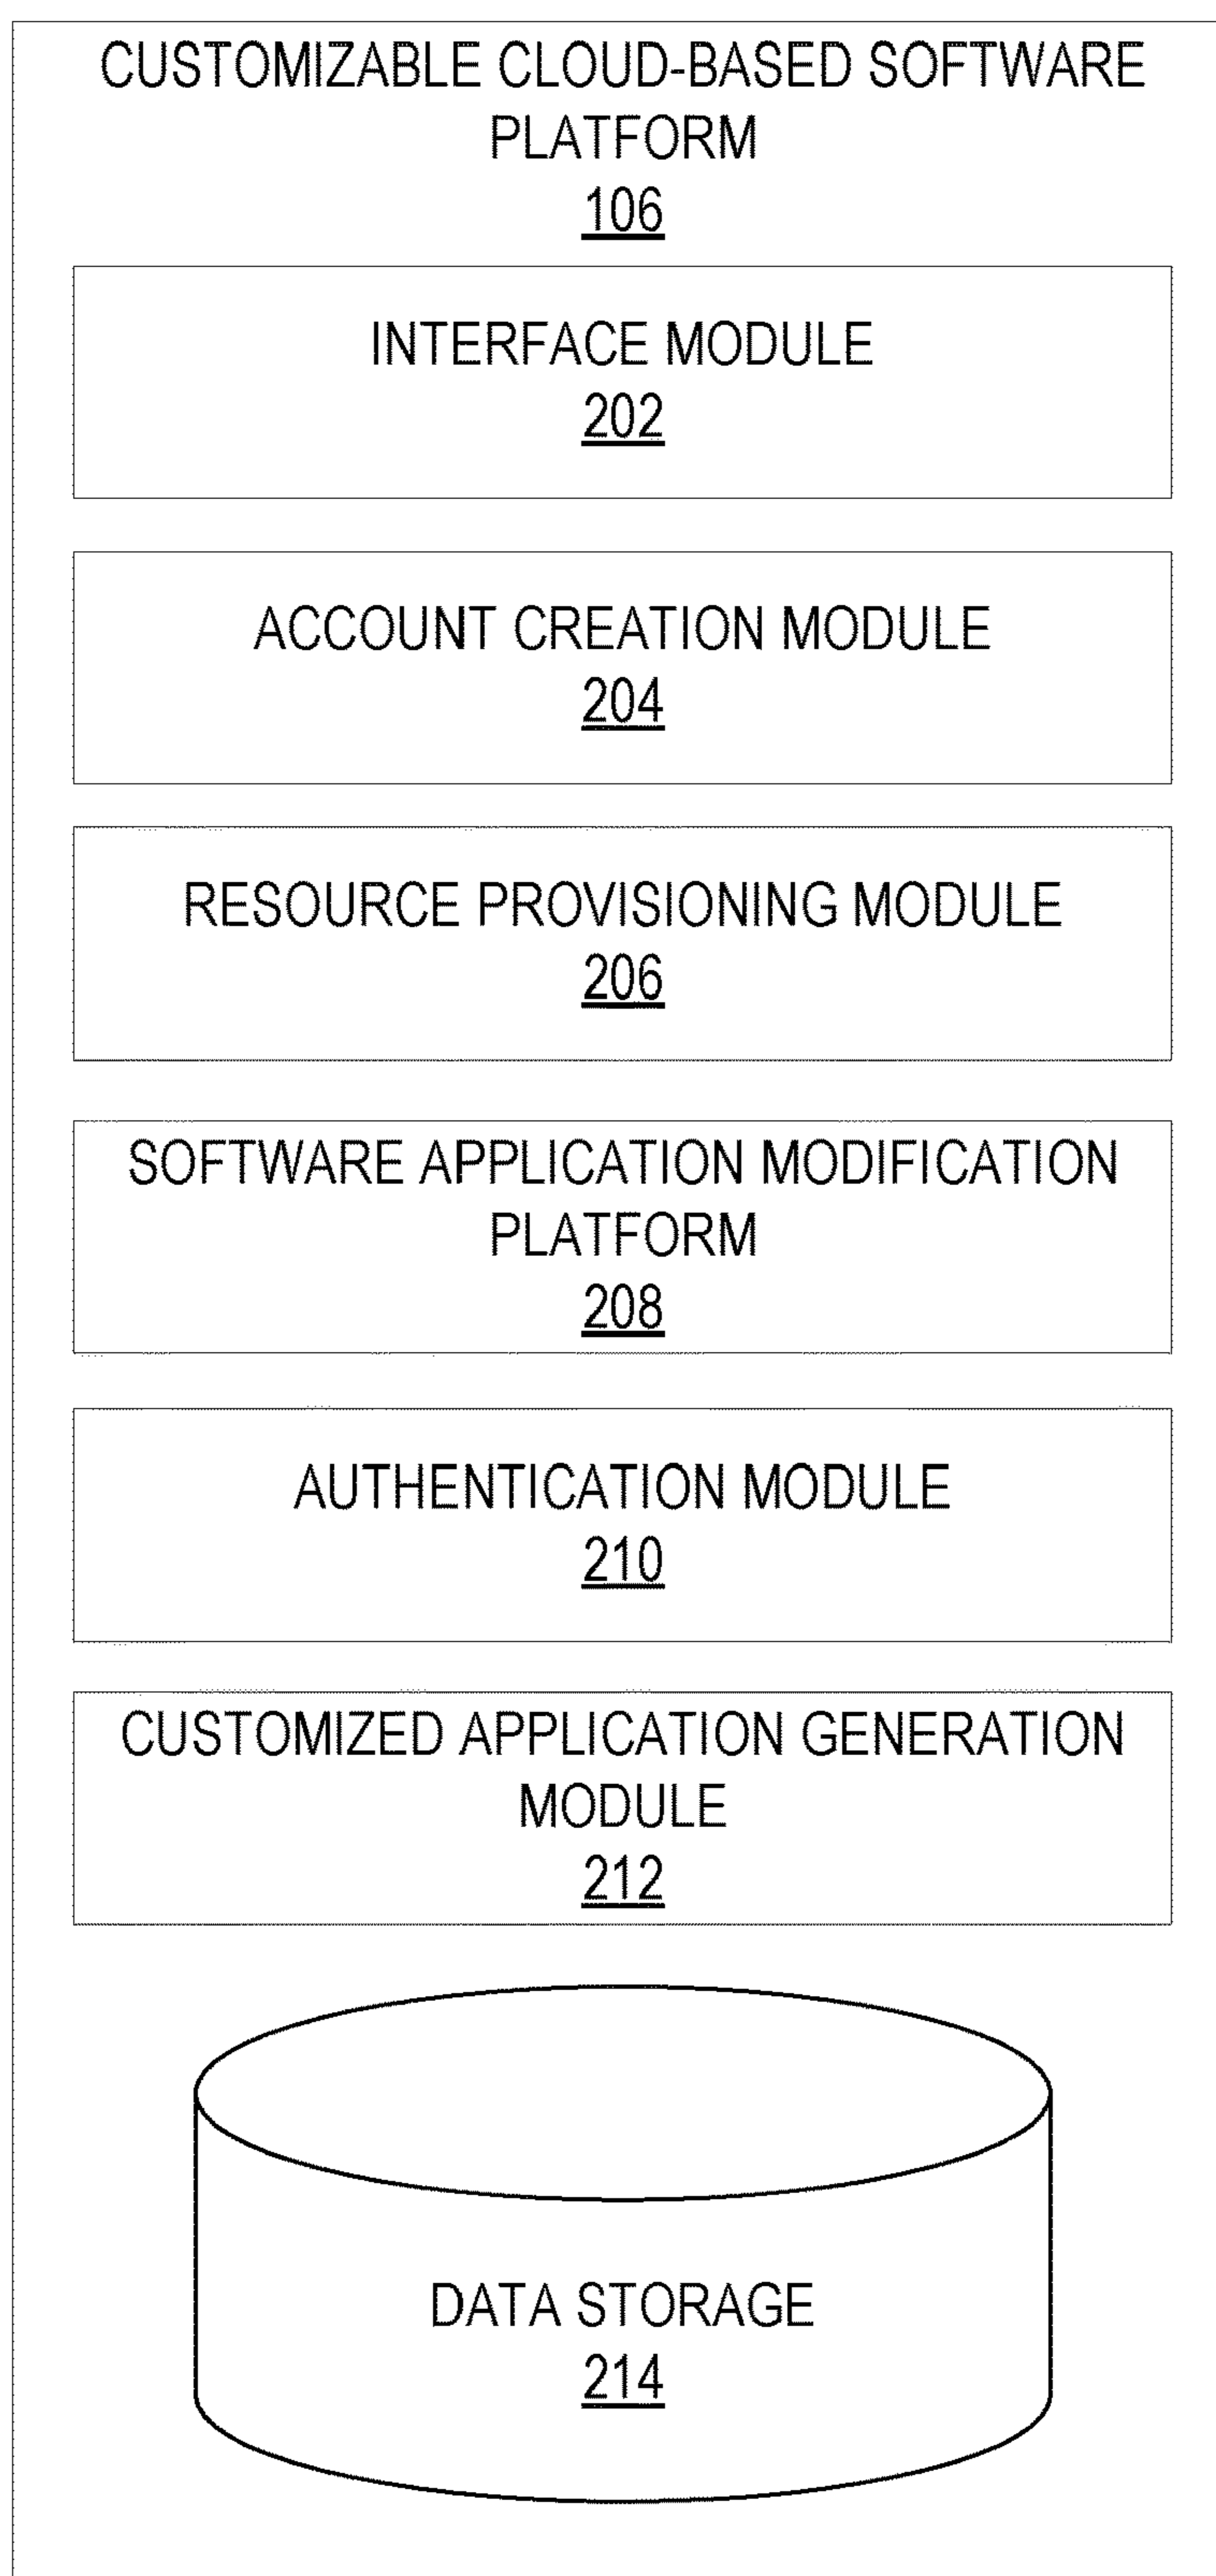 CUSTOMIZABLE CLOUD-BASED SOFTWARE
PLATFORM
106
INTERFACE MODULE
202
ACCOUNT CREATION MODULE
204
RESOURCE PROVISIONING MODULE
206
SOFTWARE APPLICATION MODIFICATION
PLATFORM
208
AUTHENTICATION MODULE
210
CUSTOMIZED APPLICATION GENERATION
MODULE
212
DATA STORAGE
214